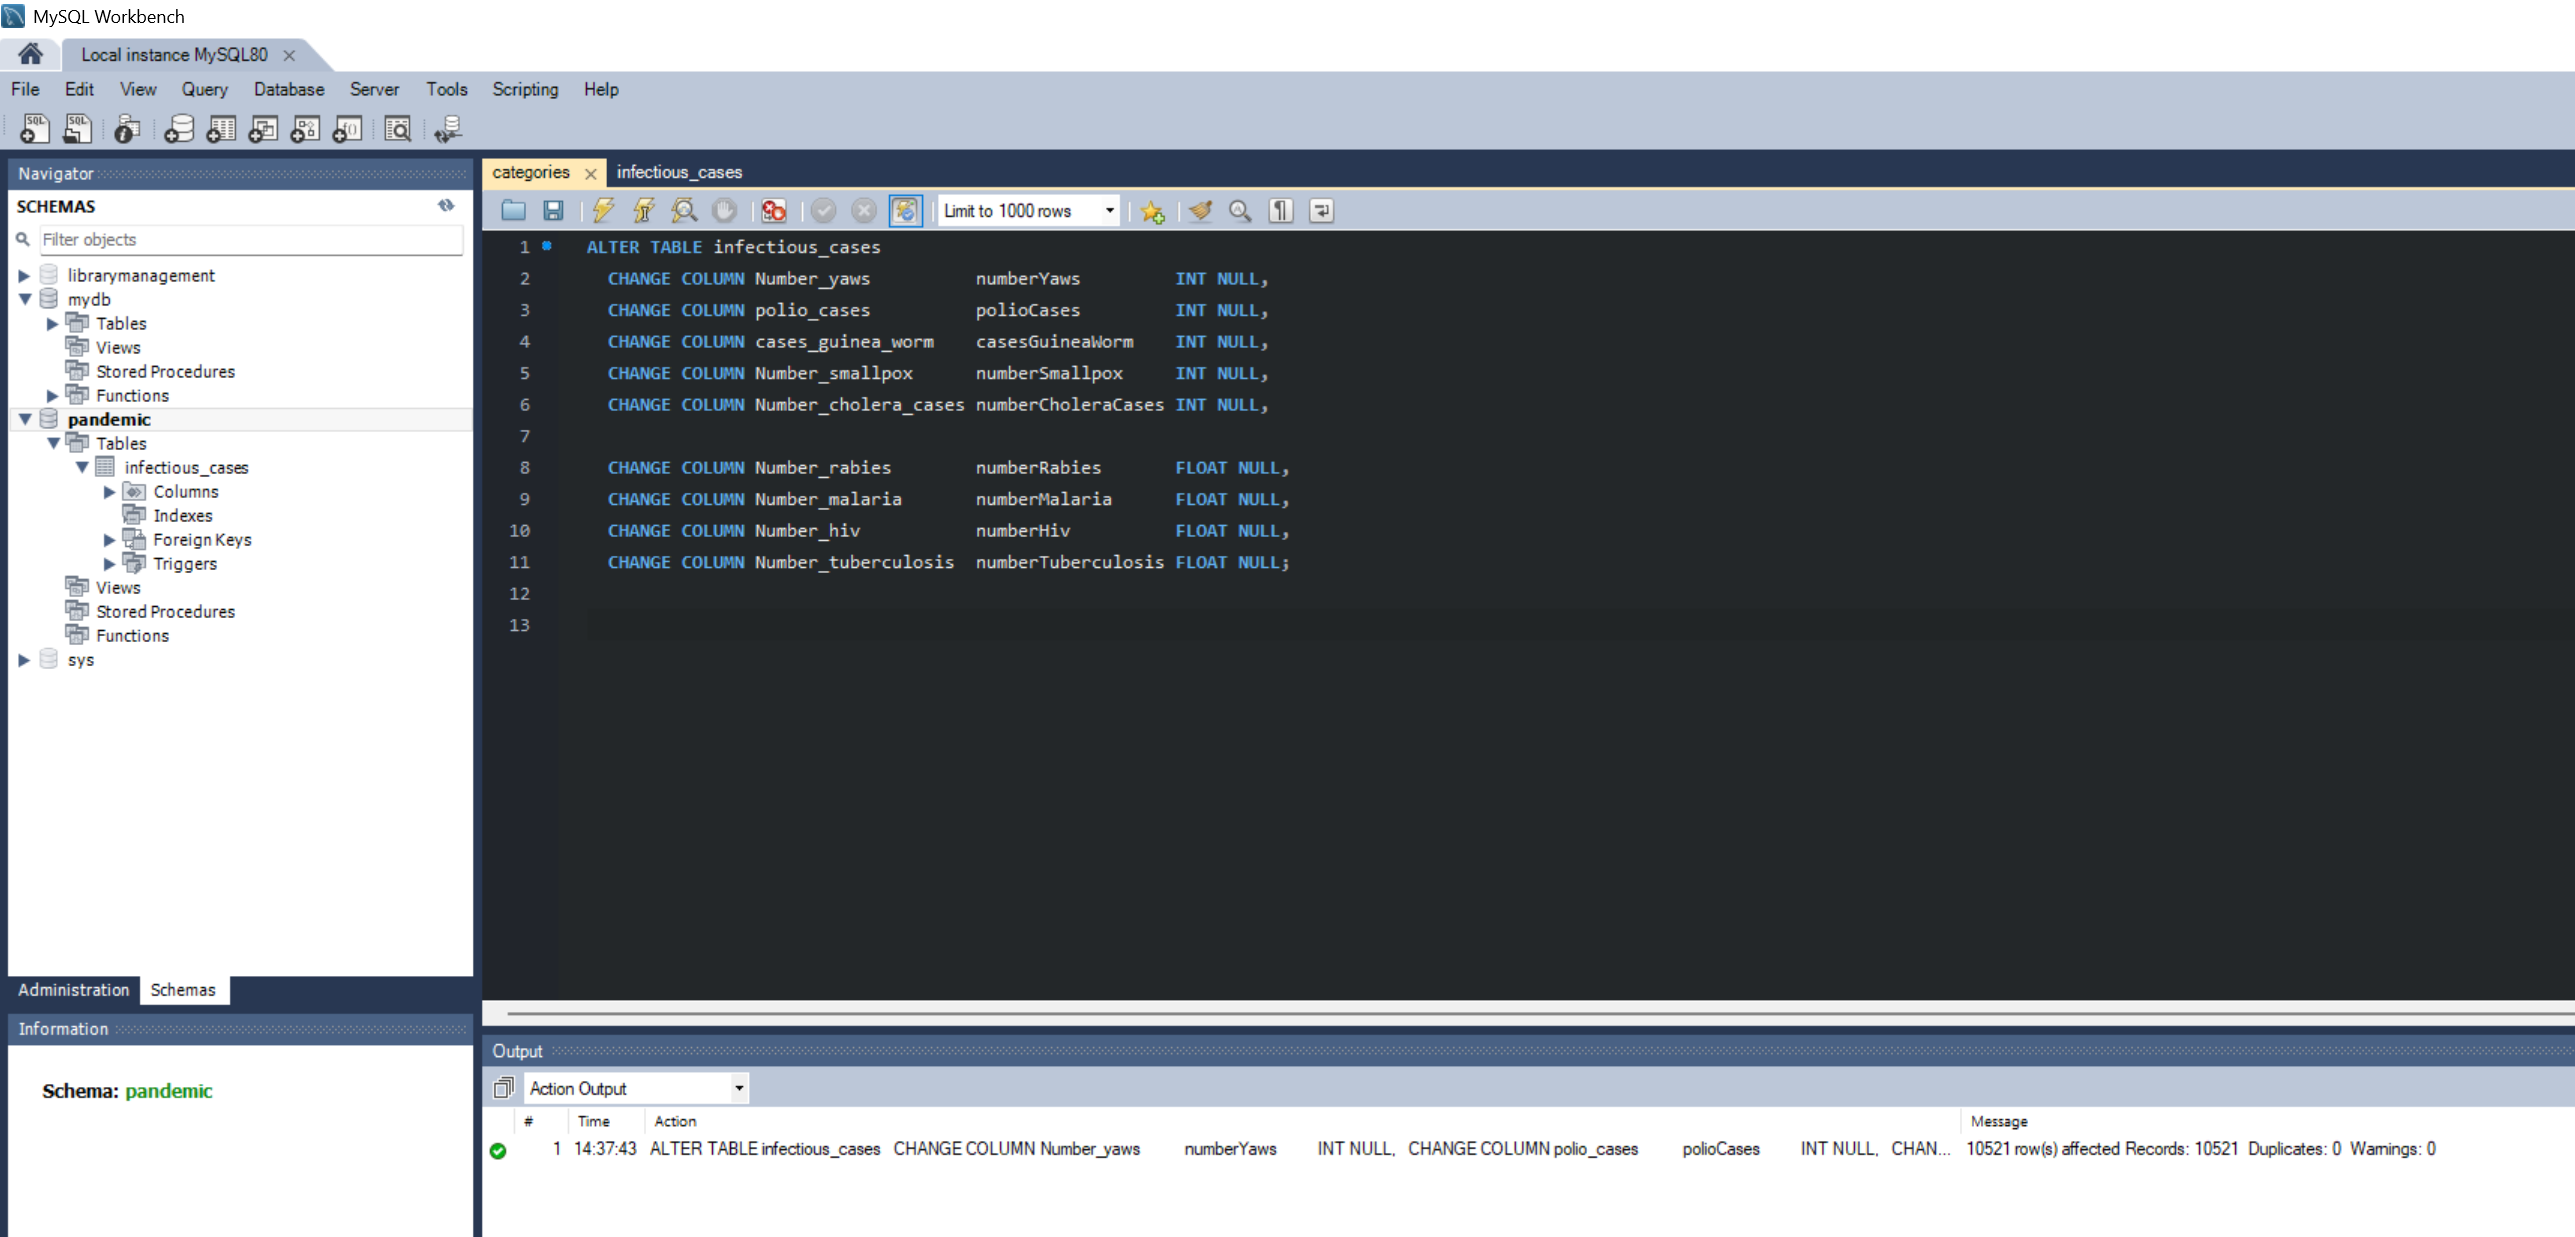 MySQL Workbench
Local instance MySQL80
File Edit View Query Database Server Tools Scripting Help
Navigator
SCHEMAS
Filter objects
librarymanagement
mydb
Tables
Views
Stored Procedures
Functions
pandemic
Tables
infectious_cases
Columns
Indexes
Foreign Keys
Triggers
Views
Stored Procedures
Functions
sys
Administration Schemas
Information
Schema: pandemic
categories infectious_cases
Limit to 1000 rows
1 ALTER TABLE infectious_cases
2 CHANGE COLUMN Number_yaws numberYaws INT NULL,
3 CHANGE COLUMN polio_cases polioCases INT NULL,
4 CHANGE COLUMN cases_guinea_worm casesGuineaWorm INT NULL,
5 CHANGE COLUMN Number_smallpox numberSmallpox INT NULL,
6 CHANGE COLUMN Number_cholera_cases numberCholeraCases INT NULL,
7
8 CHANGE COLUMN Number_rabies numberRabies FLOAT NULL,
9 CHANGE COLUMN Number_malaria numberMalaria FLOAT NULL,
10 CHANGE COLUMN Number_hiv numberHiv FLOAT NULL,
11 CHANGE COLUMN Number_tuberculosis numberTuberculosis FLOAT NULL;
12
13
Output
Action Output
# Time Action Message
1 14:37:43 ALTER TABLE infectious_cases CHANGE COLUMN Number_yaws numberYaws INT NULL, CHANGE COLUMN polio_cases polioCases INT NULL, CHAN... 10521 row(s) affected Records: 10521 Duplicates: 0 Warnings: 0